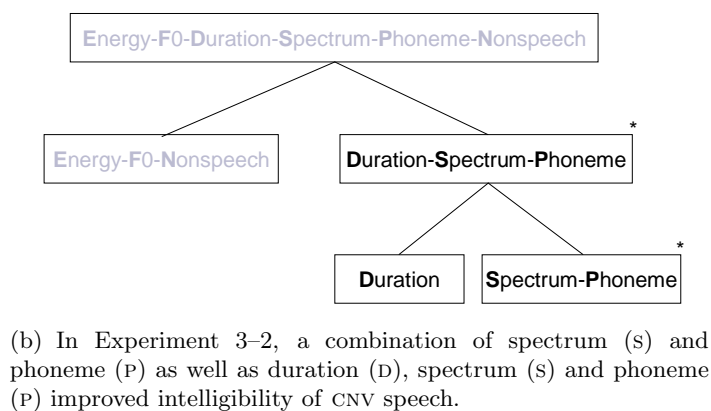 Energy-F0-Duration-Spectrum-Phoneme-Nonspeech
*
Energy-F0-Nonspeech Duration-Spectrum-Phoneme
*
Duration Spectrum-Phoneme
(b) In Experiment 3–2, a combination of spectrum (S) and
phoneme (P) as well as duration (D), spectrum (S) and phoneme
(P) improved intelligibility of CNV speech.